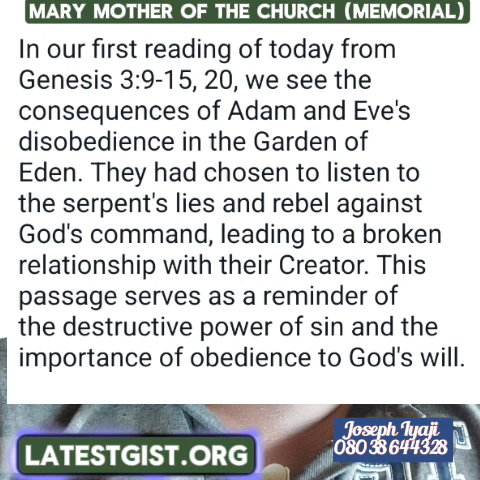 MARY MOTHER OF THE CHURCH (MEMORIAL)
In our first reading of today from
Genesis 3:9-15, 20, we see the
consequences of Adam and Eve's
disobedience in the Garden of
Eden. They had chosen to listen to
the serpent's lies and rebel against
God's command, leading to a broken
relationship with their Creator. This
passage serves as a reminder of
the destructive power of sin and the
importance of obedience to God's will.
Joseph Iyaji
080 38 644328
LATESTGIST.ORG